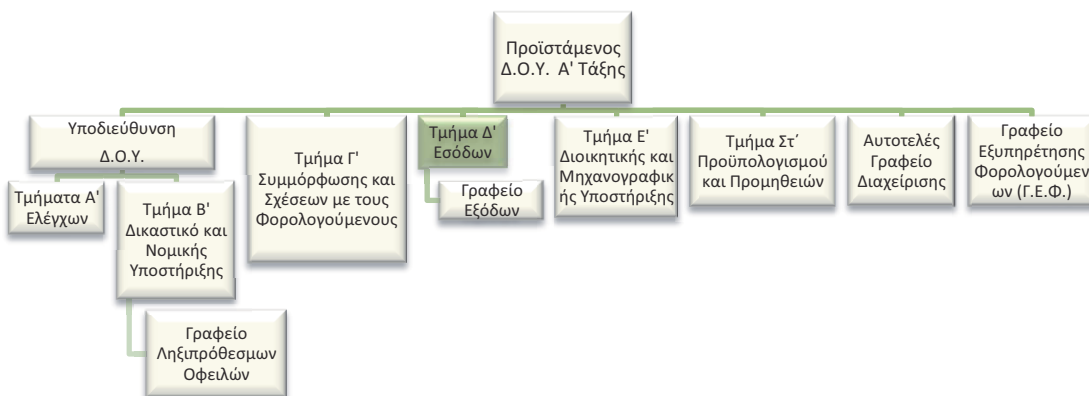 Προϊστάμενος
Δ.Ο.Υ. Α' Τάξης
Υποδιεύθυνση
Δ.Ο.Υ.
Τμήματα Α'
Ελέγχων
Τμήμα Β'
Δικαστικό και
Νομικής
Υποστήριξης
Γραφείο
Ληξιπρόθεσμων
Οφειλών
Τμήμα Γ'
Συμμόρφωσης και
Σχέσεων με τους
Φορολογούμενους
Τμήμα Δ'
Εσόδων
Γραφείο
Εξόδων
Τμήμα Ε'
Διοικητικής και
Μηχανογραφικ
ής Υποστήριξης
Τμήμα Στ΄
Προϋπολογισμού
και Προμηθειών
Αυτοτελές
Γραφείο
Διαχείρισης
Γραφείο
Εξυπηρέτησης
Φορολογούμεν
ων (Γ.Ε.Φ.)